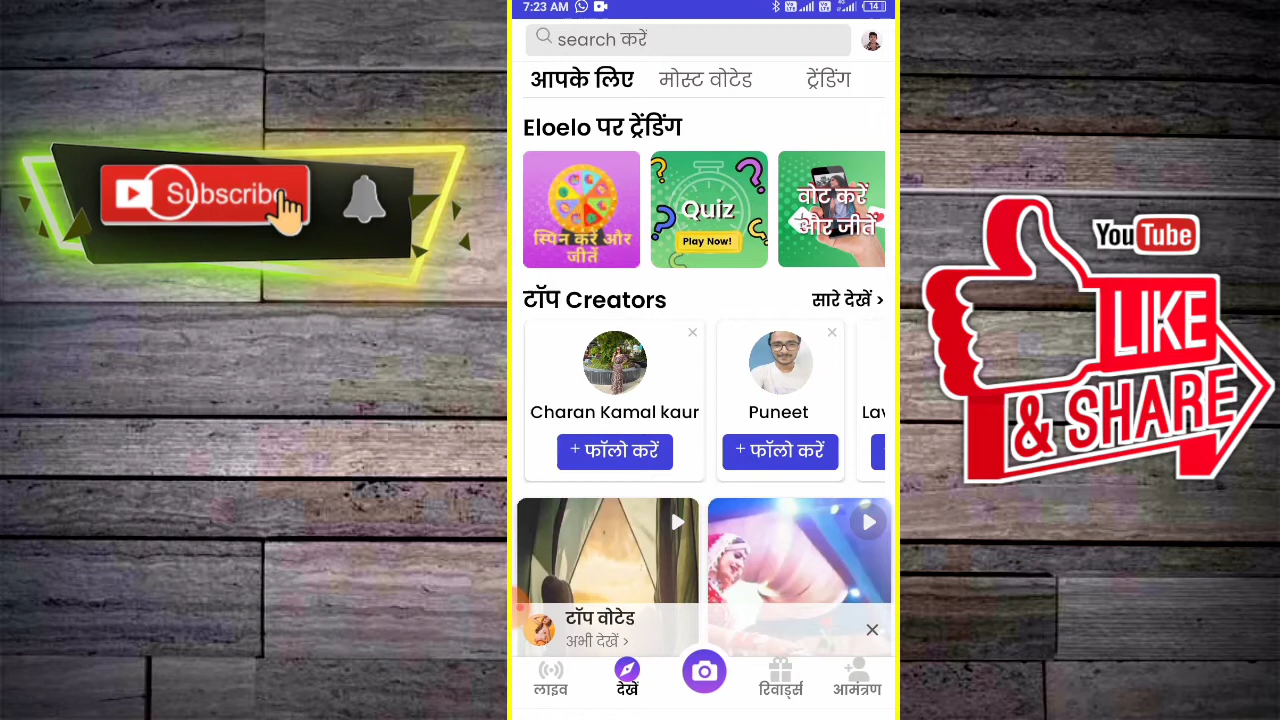 7:23 AM
14
search करें
आपके लिए मोस्ट वोटेड ट्रेंडिंग
Eloelo पर ट्रेंडिंग
स्पिन करें और
जीतें
Quiz
Play Now!
वोट करें
और जीतें
टॉप Creators सारे देखें >
Charan Kamal kaur
+ फॉलो करें
Puneet
+ फॉलो करें
Lav
टॉप वोटेड
अभी देखें >
लाइव देखें रिवार्ड्स आमंत्रण
Subscribe
YouTube
LIKE
& SHARE